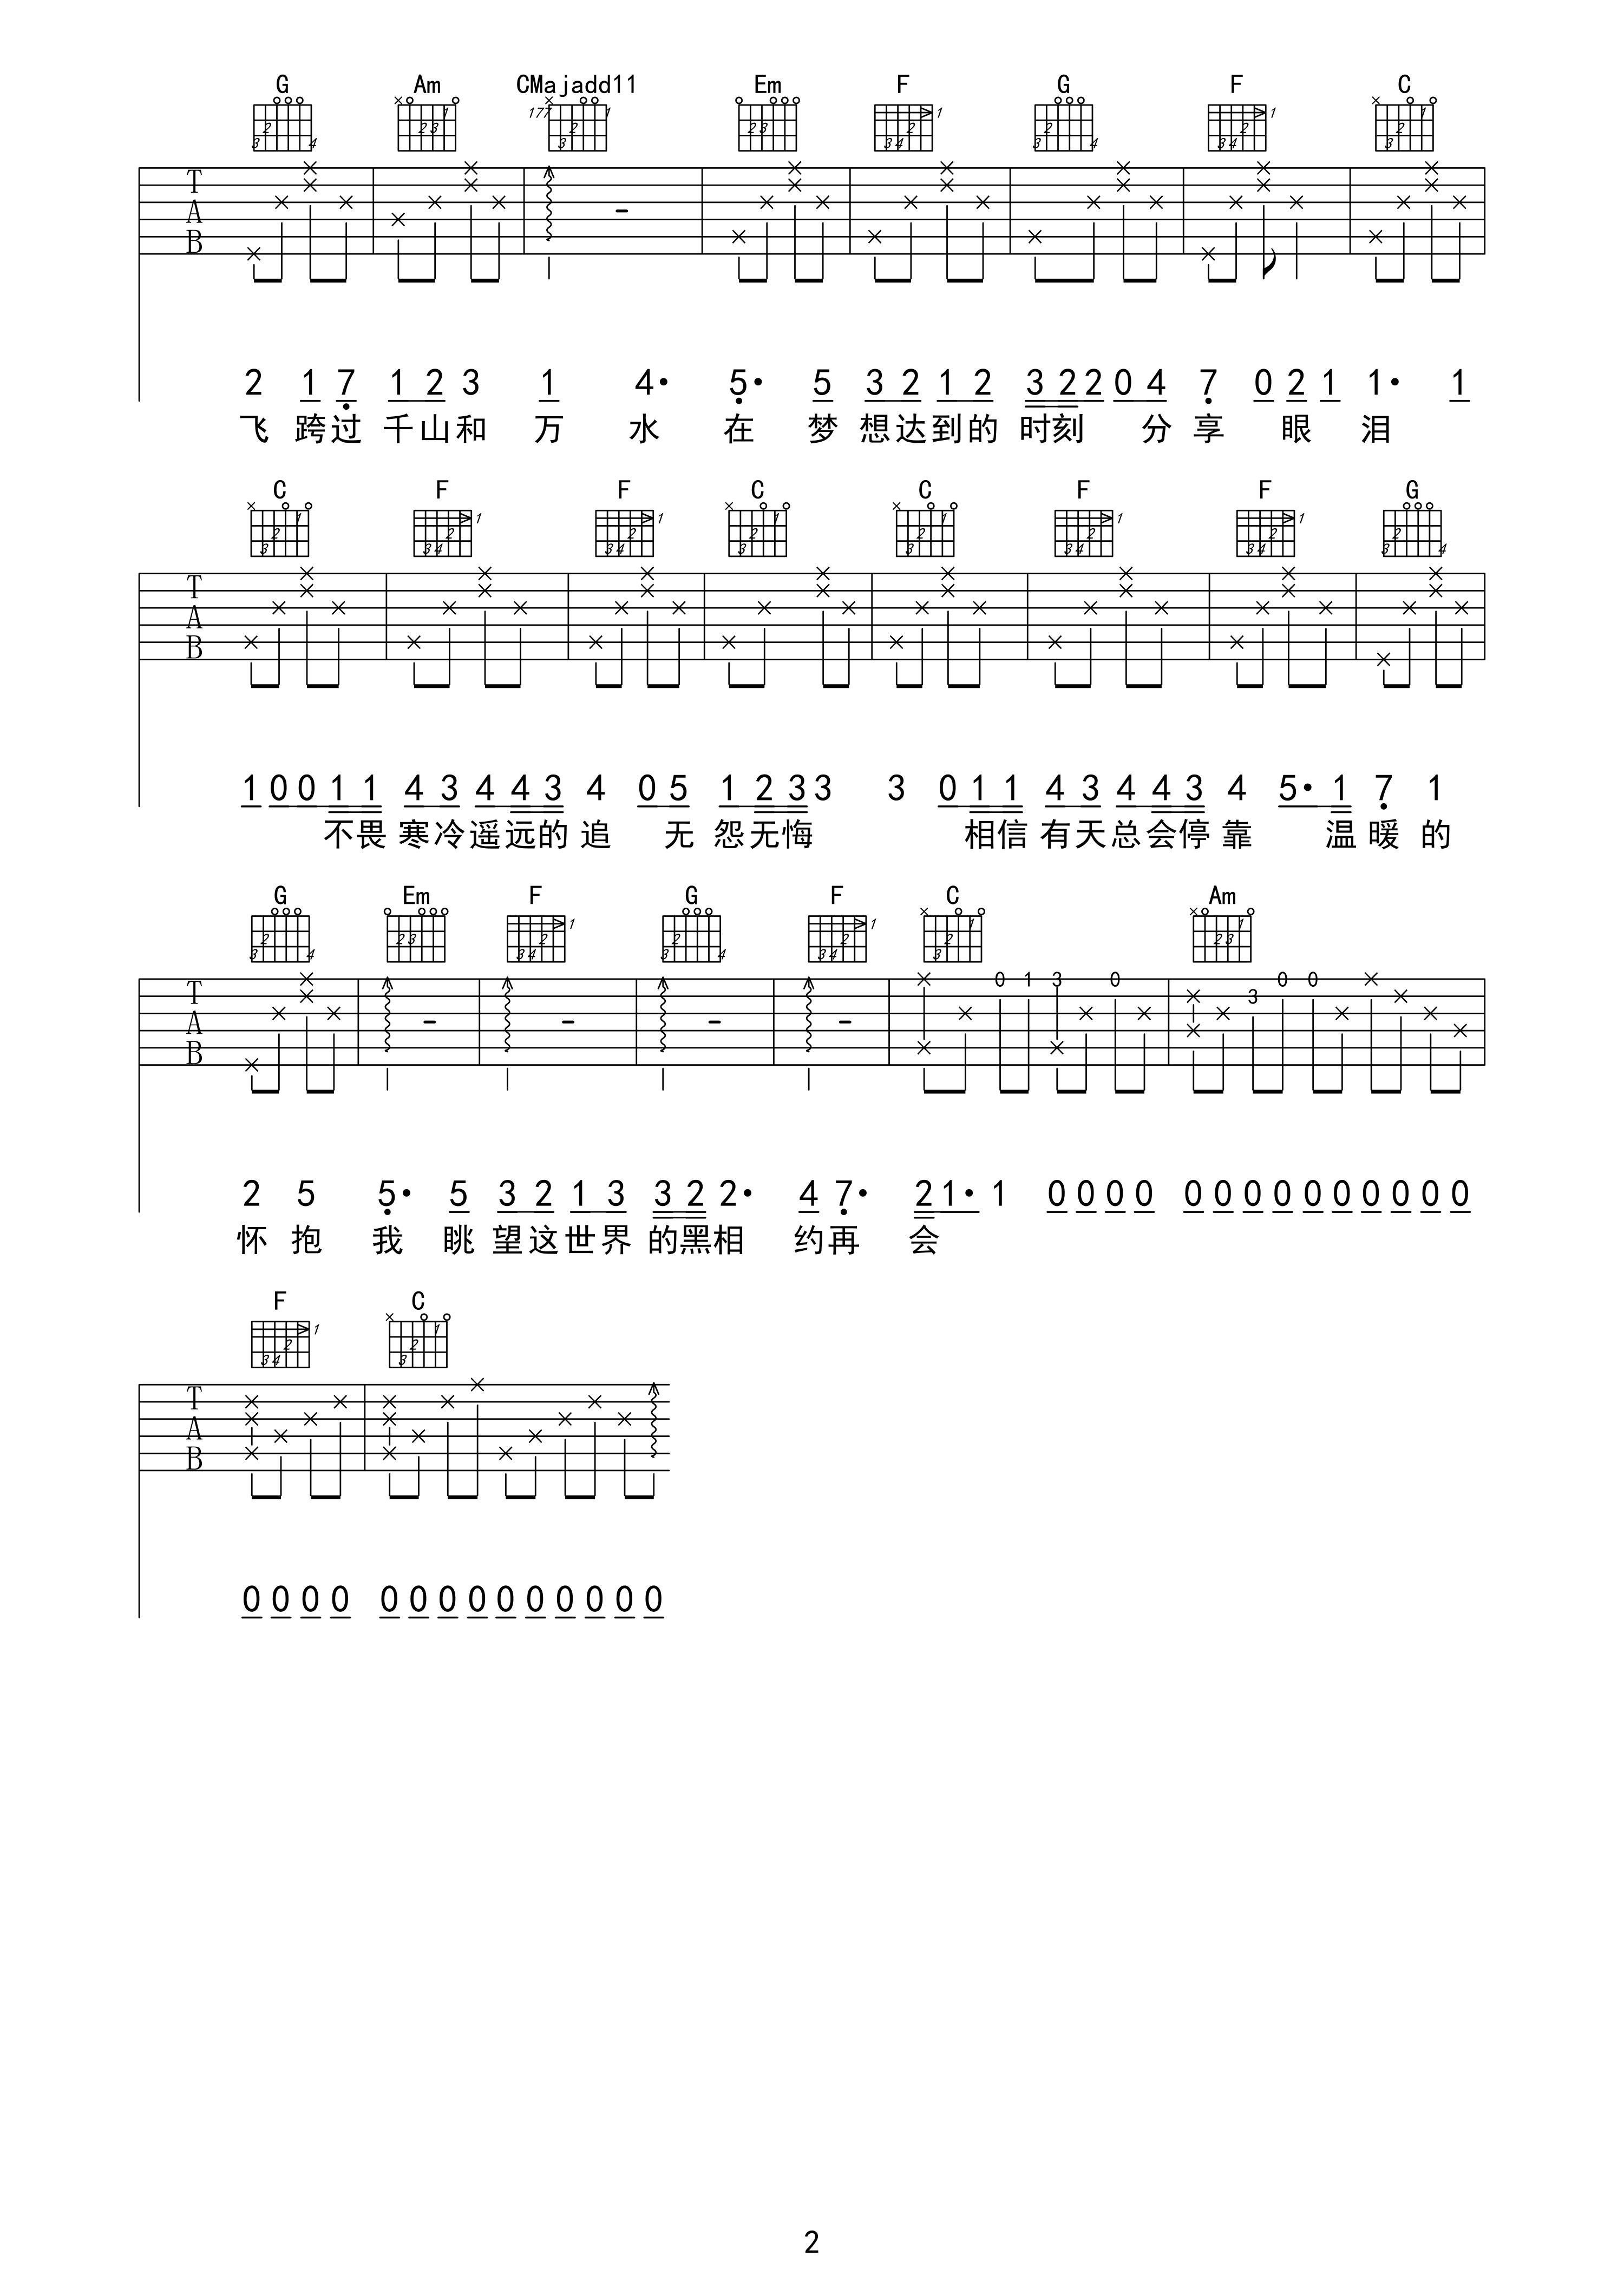 G Am CMajadd11 Em F G F C
T
A
B
2 1 7 1 2 3 1 4· 5· 5 3 2 1 2 3 2 2 0 4 7 0 2 1 1· 1
飞 跨过 千山和 万 水 在 梦 想达到的 时刻 分 享 眼 泪
C F F C C F F G
T
A
B
1 0 0 1 1 4 3 4 4 3 4 0 5 1 2 3 3 3 0 1 1 4 3 4 4 3 4 5· 1 7 1
不畏 寒冷遥远的 追 无 怨无悔 相信 有天总会停 靠 温 暖 的
G Em F G F C Am
T
A
B
0 1 3 0 3 0 0
2 5 5· 5 3 2 1 3 3 2 2· 4 7· 2 1· 1 0 0 0 0 0 0 0 0 0 0 0 0 0 0
怀 抱 我 眺 望这世界 的黑相 约再 会
F C
T
A
B
0 0 0 0 0 0 0 0 0 0 0 0 0 0
2